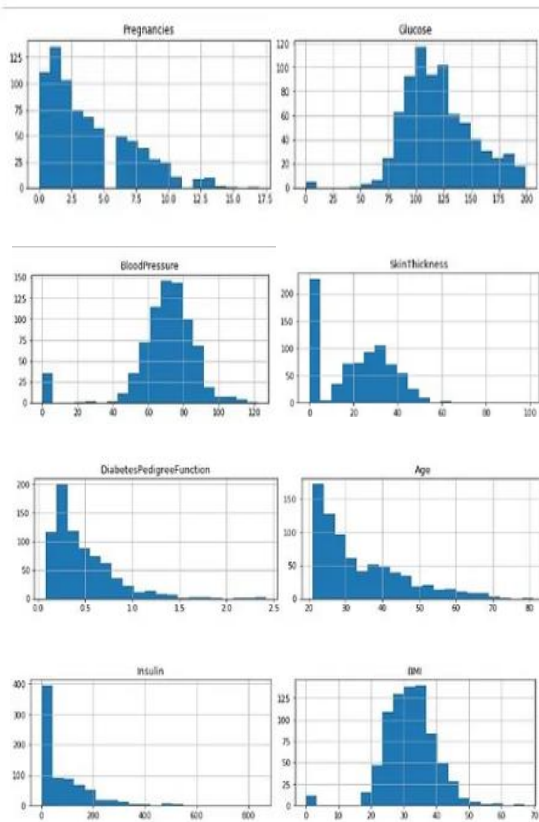 Pregnancies
125
100
75
50
25
0
0.0 2.5 5.0 7.5 10.0 12.5 15.0 17.5
Glucose
120
100
80
60
40
20
0
0 25 50 75 100 125 150 175 200
BloodPressure
150
125
100
75
50
25
0
0 20 40 60 80 100 120
SkinThickness
200
150
100
50
0
0 20 40 60 80 100
DiabetesPedigreeFunction
200
150
100
50
0
0.0 0.5 1.0 1.5 2.0 2.5
Age
150
100
50
0
20 30 40 50 60 70 80
Insulin
400
300
200
100
0
0 200 400 600 800
BMI
125
100
75
50
25
0
0 10 20 30 40 50 60 70